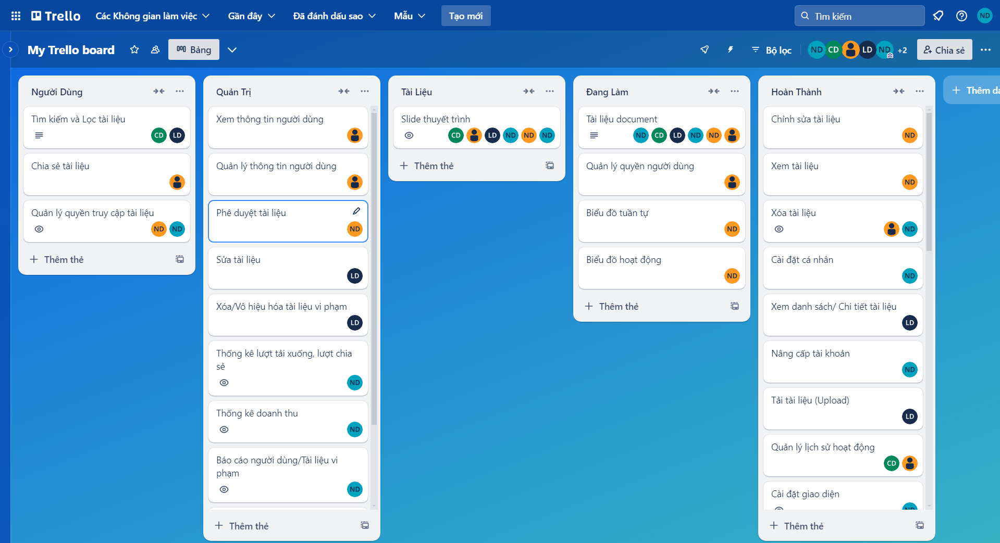 Trello
Các Không gian làm việc
Gần đây
Đã đánh dấu sao
Mẫu
Tạo mới
Tìm kiếm
ND
My Trello board
Bảng
Bộ lọc
ND CD LD ND +2
Chia sẻ
Người Dùng
Tìm kiếm và Lọc tài liệu
CD LD
Chia sẻ tài liệu
Quản lý quyền truy cập tài liệu
ND ND
Thêm thẻ
Quản Trị
Xem thông tin người dùng
Quản lý thông tin người dùng
Phê duyệt tài liệu
ND
Sửa tài liệu
LD
Xóa/Vô hiệu hóa tài liệu vi phạm
LD
Thống kê lượt tải xuống, lượt chia
sẻ
ND
Thống kê doanh thu
ND
Báo cáo người dùng/Tài liệu vi
phạm
ND
Thêm thẻ
Tài Liệu
Slide thuyết trình
CD LD ND ND ND
Thêm thẻ
Đang Làm
Tài liệu document
ND CD LD ND ND
Quản lý quyền người dùng
Biểu đồ tuần tự
ND
Biểu đồ hoạt động
ND
Thêm thẻ
Hoàn Thành
Chỉnh sửa tài liệu
ND
Xem tài liệu
ND
Xóa tài liệu
ND
Cài đặt cá nhân
ND
Xem danh sách/ Chi tiết tài liệu
LD
Nâng cấp tài khoản
ND
Tải tài liệu (Upload)
LD
Quản lý lịch sử hoạt động
CD
Cài đặt giao diện
ND
Thêm thẻ
Thêm da